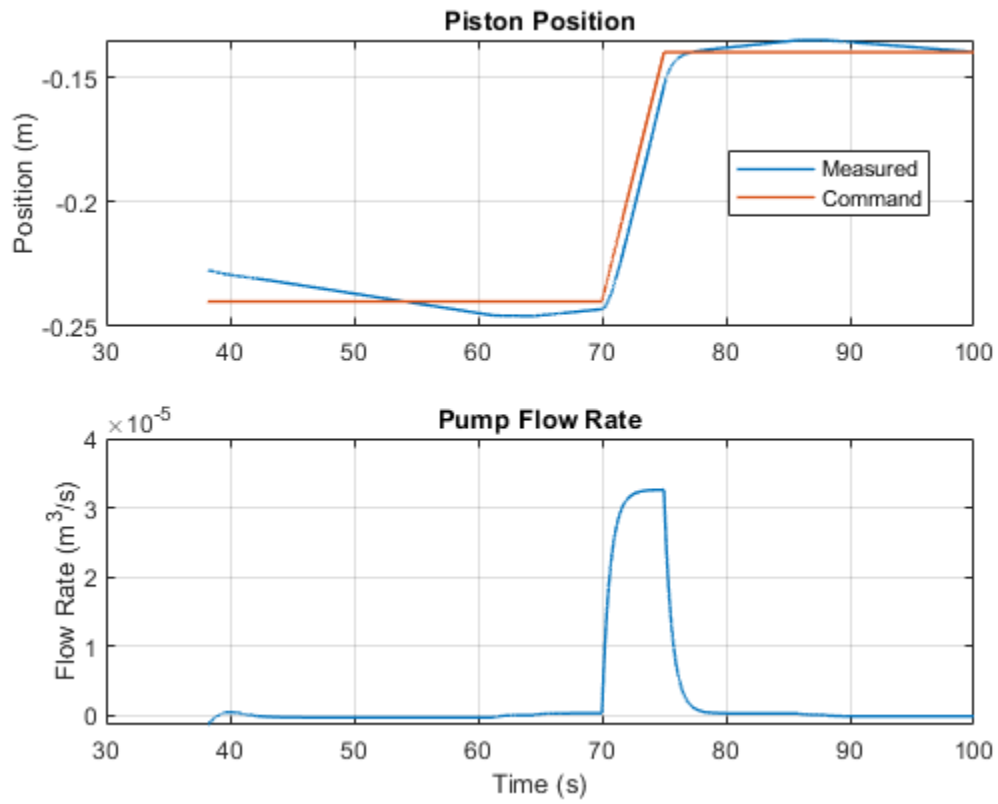 Piston Position
Position (m)
-0.15
-0.2
-0.25
30 40 50 60 70 80 90 100
Measured
Command
Pump Flow Rate
×10^-5
Flow Rate (m^3/s)
4
3
2
1
0
30 40 50 60 70 80 90 100
Time (s)